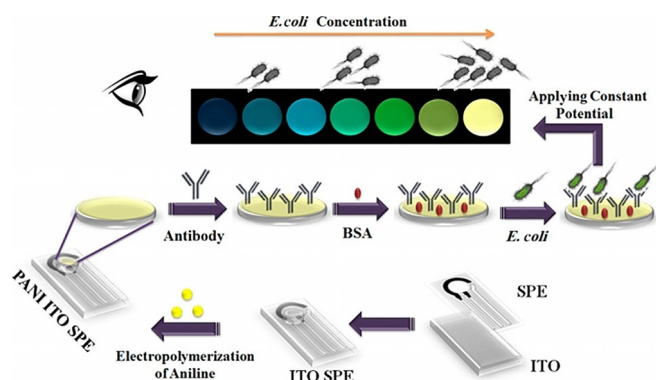 E.coli Concentration
Applying Constant
Potential
Antibody
BSA
E. coli
PANI ITO SPE
Electropolymerization
of Aniline
ITO SPE
SPE
ITO